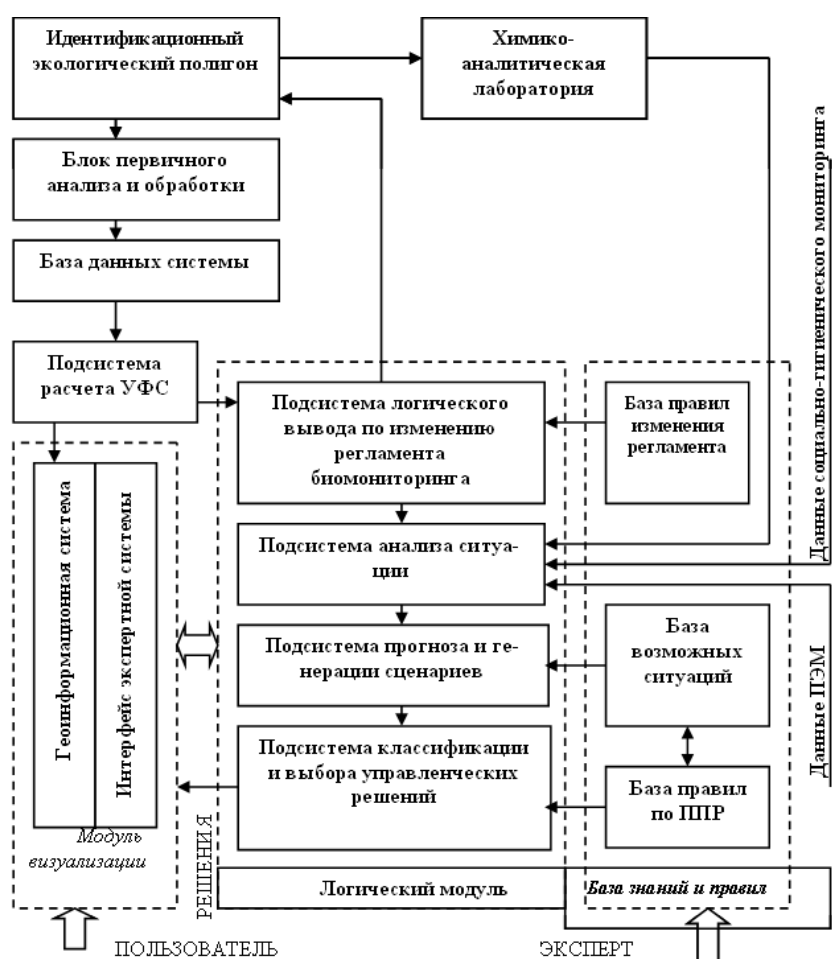 Идентификационный
экологический полигон
Химико-
аналитическая
лаборатория
Блок первичного
анализа и обработки
База данных системы
Подсистема
расчета УФС
Подсистема логического
вывода по изменению
регламента
биомониторинга
База правил
изменения
регламента
Данные социально-гигиенического мониторинга
Подсистема анализа ситуа-
ции
Геоинформационная система
Интерфейс экспертной системы
Подсистема прогноза и ге-
нерации сценариев
База
возможных
ситуаций
Данные ПЭМ
Подсистема классификации
и выбора управленческих
решений
База правил
по ППР
Модуль
визуализации
РЕШЕНИЯ
Логический модуль
База знаний и правил
ПОЛЬЗОВАТЕЛЬ
ЭКСПЕРТ